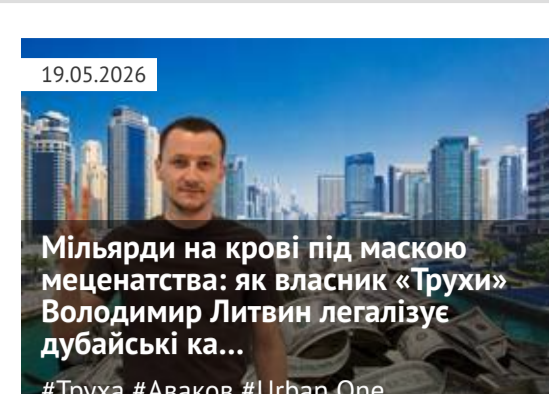 19.05.2026
Мільярди на крові під маскою
меценатства: як власник «Трухи»
Володимир Литвин легалізує
дубайські ка...
#Труха #Аваков #Urban One